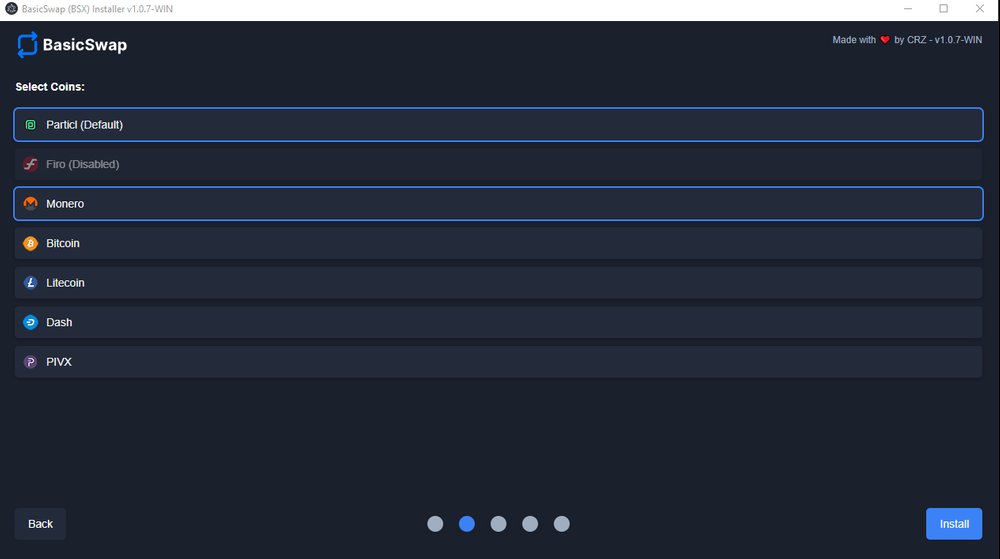 BasicSwap (BSX) Installer v1.0.7-WIN
BasicSwap
Made with ❤ by CRZ - v1.0.7-WIN
Select Coins:
Particl (Default)
Firo (Disabled)
Monero
Bitcoin
Litecoin
Dash
PIVX
Back
Install